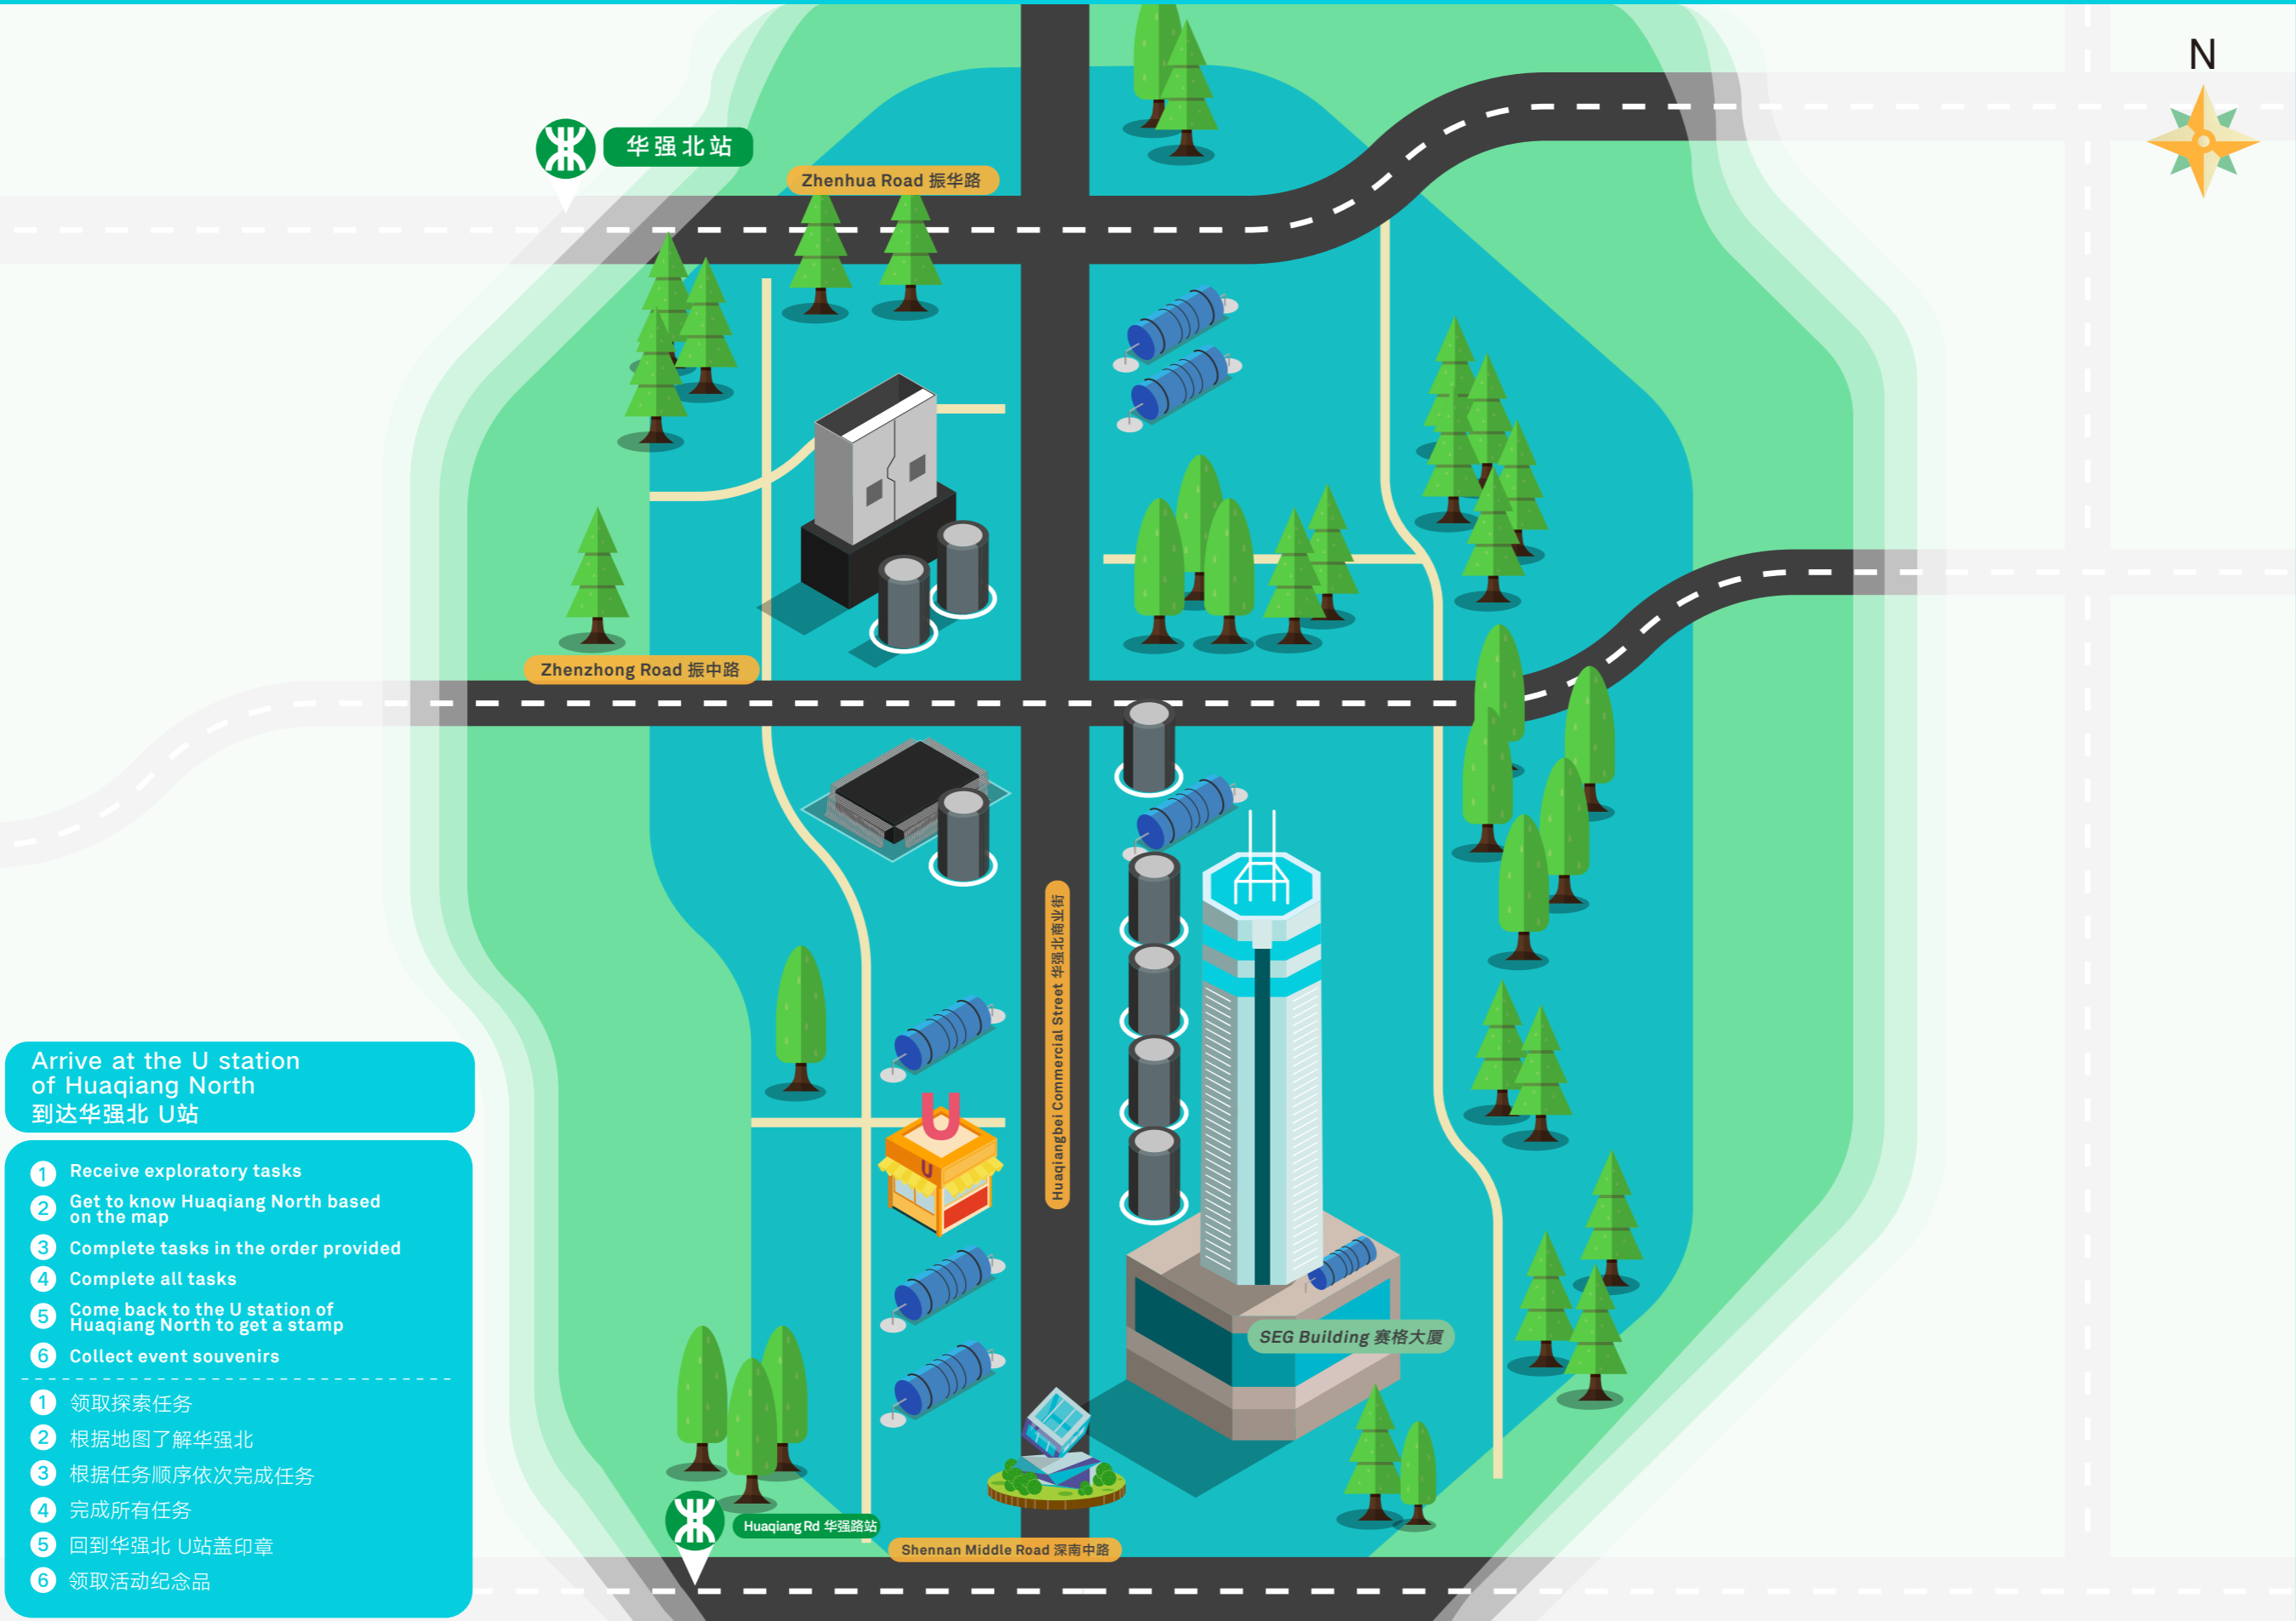 N
华强北站
Zhenhua Road 振华路
Zhenzhong Road 振中路
Huaqiangbei Commercial Street 华强北商业街
U
U
SEG Building 赛格大厦
Huaqiang Rd 华强路站
Shennan Middle Road 深南中路
Arrive at the U station
of Huaqiang North
到达华强北 U站
1 Receive exploratory tasks
2 Get to know Huaqiang North based
on the map
3 Complete tasks in the order provided
4 Complete all tasks
5 Come back to the U station of
Huaqiang North to get a stamp
6 Collect event souvenirs
1 领取探索任务
2 根据地图了解华强北
3 根据任务顺序依次完成任务
4 完成所有任务
5 回到华强北 U站盖印章
6 领取活动纪念品